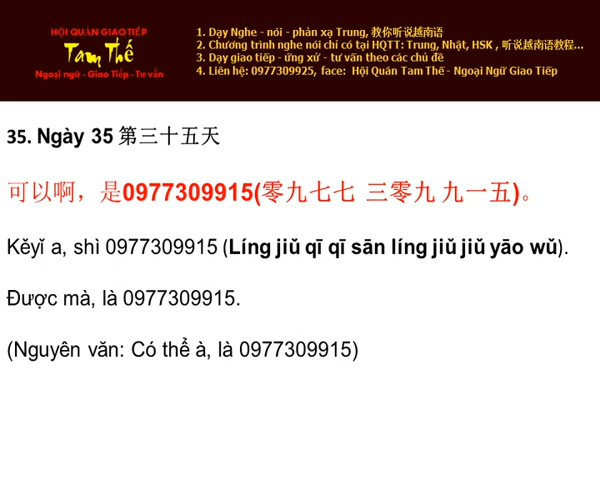 HỘI QUÁN GIAO TIẾP
Tam Thế
Ngoại ngữ - Giao Tiếp - Tư vấn
1. Dạy Nghe - nói - phản xạ Trung, 教你听说越南语
2. Chương trình nghe nói chỉ có tại HQTT: Trung, Nhật, HSK , 听说越南语教程...
3. Dạy giao tiếp - ứng xử - tư vấn theo các chủ đề
4. Liên hệ: 0977309925, face: Hội Quán Tam Thế - Ngoại Ngữ Giao Tiếp
35. Ngày 35 第三十五天
可以啊，是0977309915(零九七七 三零九 九一五)。
Kěyǐ a, shì 0977309915 (Líng jiǔ qī qī sān líng jiǔ jiǔ yāo wǔ).
Được mà, là 0977309915.
(Nguyên văn: Có thể à, là 0977309915)